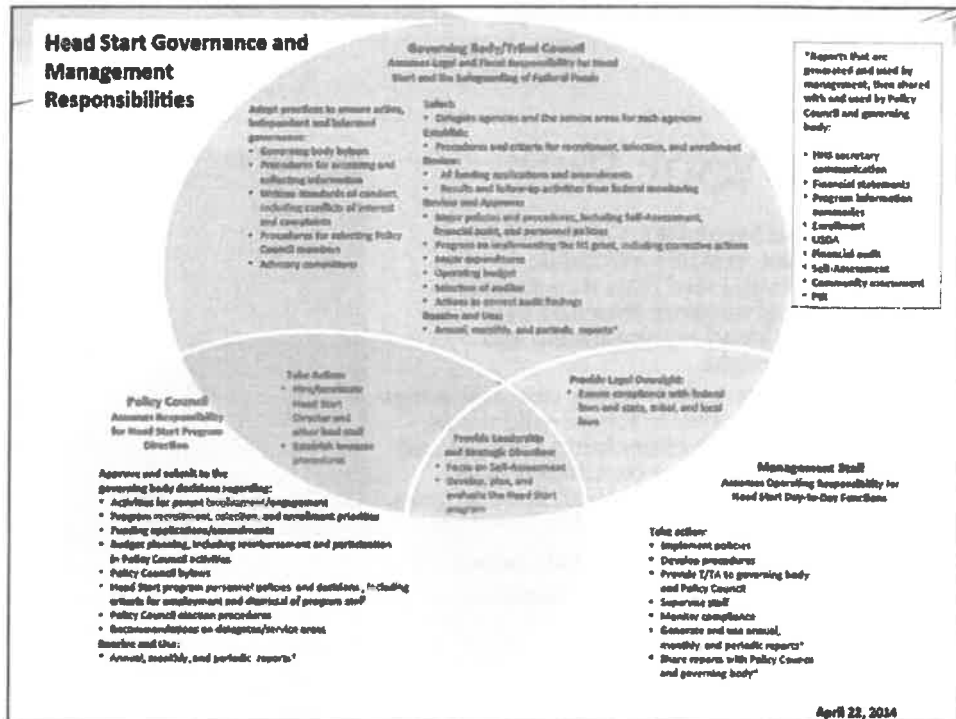 Head Start Governance and
Management
Responsibilities
Governing Body/Tribal Council
Assumes Legal and Fiscal Responsibility for Head
Start and the Safeguarding of Federal Funds
Adopt practices to ensure active,
independent and informed
governance:
• Governing body bylaws
• Procedures for accessing and
collecting information
• Written standards of conduct,
including conflicts of interest
and complaints
• Procedures for selecting Policy
Council members
• Advisory committees
Select:
• Delegate agencies and the service areas for such agencies
Establish:
• Procedures and criteria for recruitment, selection, and enrollment
Review:
• All funding applications and amendments
• Results and follow-up activities from federal monitoring
Review and Approve:
• Major policies and procedures, including Self-Assessment,
financial audit, and personnel policies
• Progress on implementing the HS grant, including corrective actions
• Major expenditures
• Operating budget
• Selection of auditor
• Actions to correct audit findings
Receive and Use:
• Annual, monthly, and periodic reports*
*Reports that are
generated and used by
management, then shared
with and used by Policy
Council and governing
body:
• HHS secretary
communication
• Financial statements
• Program information
summaries
• Enrollment
• USDA
• Financial audit
• Self-Assessment
• Community assessment
• PIR
Policy Council
Assumes Responsibility
for Head Start Program
Direction
Take Action:
• Hire/terminate
Head Start
Director and
other lead staff
• Establish impasse
procedures
Provide Leadership
and Strategic Direction:
• Focus on Self-Assessment
• Develop, plan, and
evaluate the Head Start
program
Provide Legal Oversight:
• Ensure compliance with federal
laws and state, tribal, and local
laws
Approve and submit to the
governing body decisions regarding:
• Activities for parent involvement/engagement
• Program recruitment, selection, and enrollment priorities
• Funding applications/amendments
• Budget planning, including reimbursement and participation
in Policy Council activities
• Policy Council bylaws
• Head Start program personnel policies and decisions, including
criteria for employment and dismissal of program staff
• Policy Council election procedures
• Recommendations on delegates/service areas
Receive and Use:
• Annual, monthly, and periodic reports*
Management Staff
Assumes Operating Responsibility for
Head Start Day-to-Day Functions
Take action:
• Implement policies
• Develop procedures
• Provide T/TA to governing body
and Policy Council
• Supervise staff
• Monitor compliance
• Generate and use annual,
monthly and periodic reports*
• Share reports with Policy Council
and governing body*
April 22, 2014